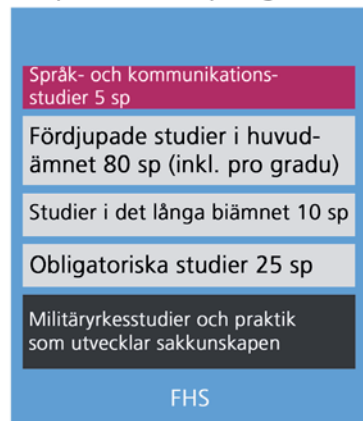 Språk- och kommunikations-
studier 5 sp
Fördjupade studier i huvud-
ämnet 80 sp (inkl. pro gradu)
Studier i det långa biämnet 10 sp
Obligatoriska studier 25 sp
Militäryrkesstudier och praktik
som utvecklar sakkunskapen
FHS